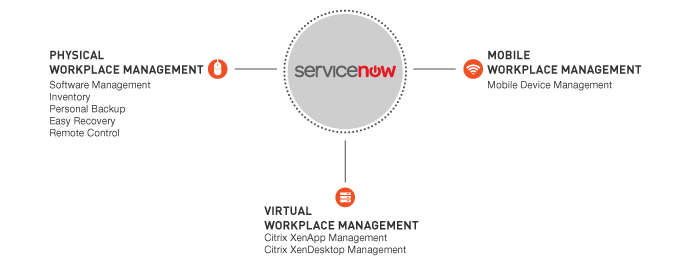 PHYSICAL
WORKPLACE MANAGEMENT
Software Management
Inventory
Personal Backup
Easy Recovery
Remote Control
servicenow
MOBILE
WORKPLACE MANAGEMENT
Mobile Device Management
VIRTUAL
WORKPLACE MANAGEMENT
Citrix XenApp Management
Citrix XenDesktop Management